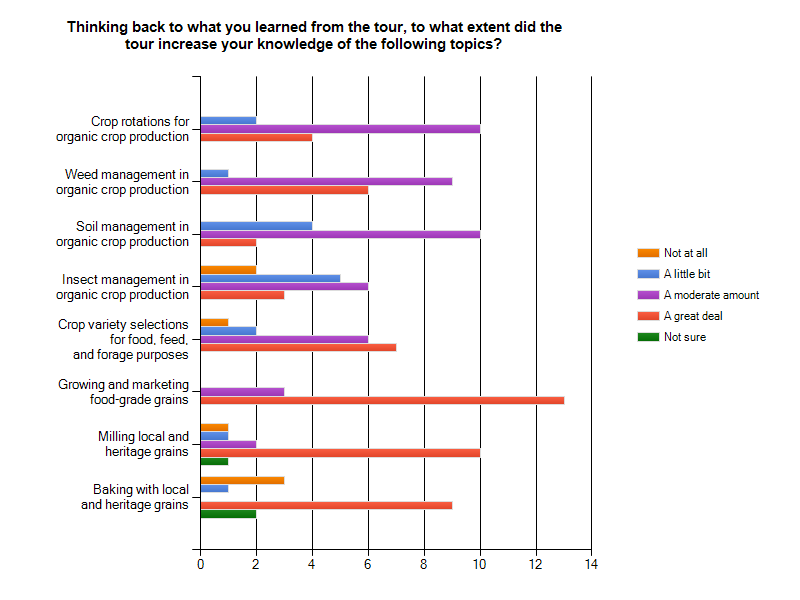 Thinking back to what you learned from the tour, to what extent did the
tour increase your knowledge of the following topics?
Crop rotations for
organic crop production
Weed management in
organic crop production
Soil management in
organic crop production
Insect management in
organic crop production
Crop variety selections
for food, feed,
and forage purposes
Growing and marketing
food-grade grains
Milling local and
heritage grains
Baking with local
and heritage grains
0 2 4 6 8 10 12 14
Not at all
A little bit
A moderate amount
A great deal
Not sure